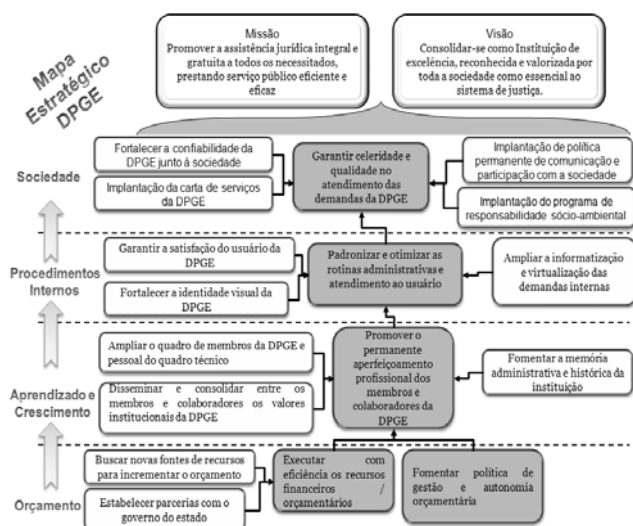 Mapa
Estratégico
DPGE
Missão
Promover a assistência jurídica integral e
gratuita a todos os necessitados,
prestando serviço público eficiente e
eficaz
Visão
Consolidar-se como Instituição de
excelência, reconhecida e valorizada por
toda a sociedade como essencial ao
sistema de justiça.
Sociedade
Fortalecer a confiabilidade da
DPGE junto à sociedade
Implantação da carta de serviços
da DPGE
Garantir celeridade e
qualidade no
atendimento das
demandas da DPGE
Implantação de política
permanente de comunicação e
participação com a sociedade
Implantação do programa de
responsabilidade sócio-ambiental
Procedimentos
Internos
Garantir a satisfação do usuário da
DPGE
Fortalecer a identidade visual da
DPGE
Padronizar e otimizar as
rotinas administrativas e
atendimento ao usuário
Ampliar a informatização
e virtualização das
demandas internas
Aprendizado e
Crescimento
Ampliar o quadro de membros da DPGE e
pessoal do quadro técnico
Disseminar e consolidar entre os
membros e colaboradores os valores
institucionais da DPGE
Promover o
permanente
aperfeiçoamento
profissional dos
membros e
colaboradores da
DPGE
Fomentar a memória
administrativa e histórica da
instituição
Orçamento
Buscar novas fontes de recursos
para incrementar o orçamento
Estabelecer parcerias com o
governo do estado
Executar com
eficiência os recursos
financeiros /
orçamentários
Fomentar política de
gestão e autonomia
orçamentária